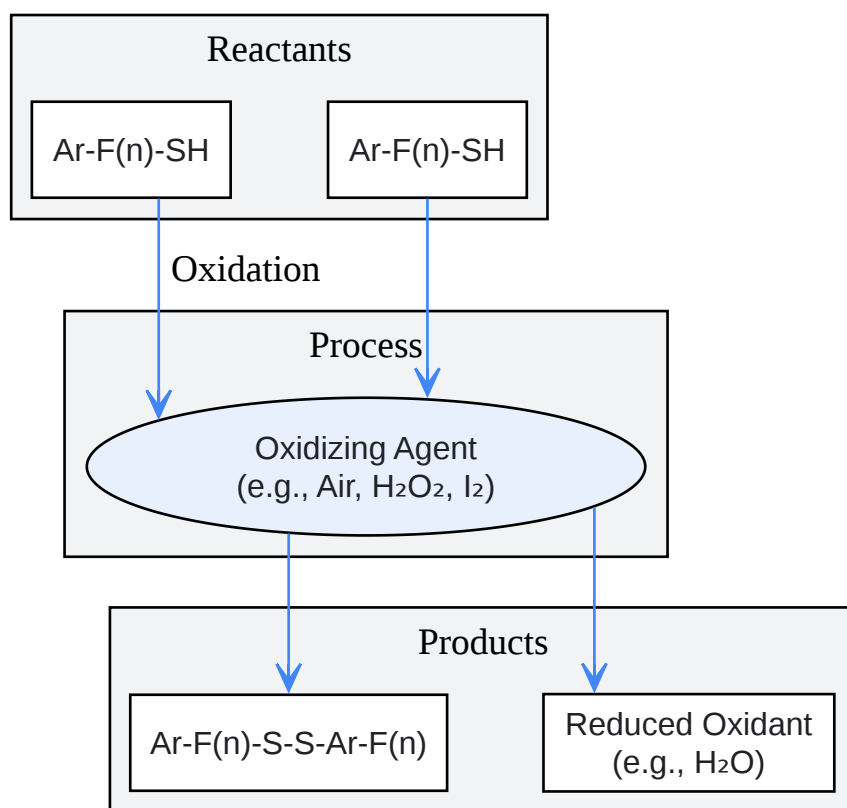 Reactants
Ar-F(n)-SH
Ar-F(n)-SH
Oxidation
Process
Oxidizing Agent
(e.g., Air, H₂O₂, I₂)
Products
Ar-F(n)-S-S-Ar-F(n)
Reduced Oxidant
(e.g., H₂O)